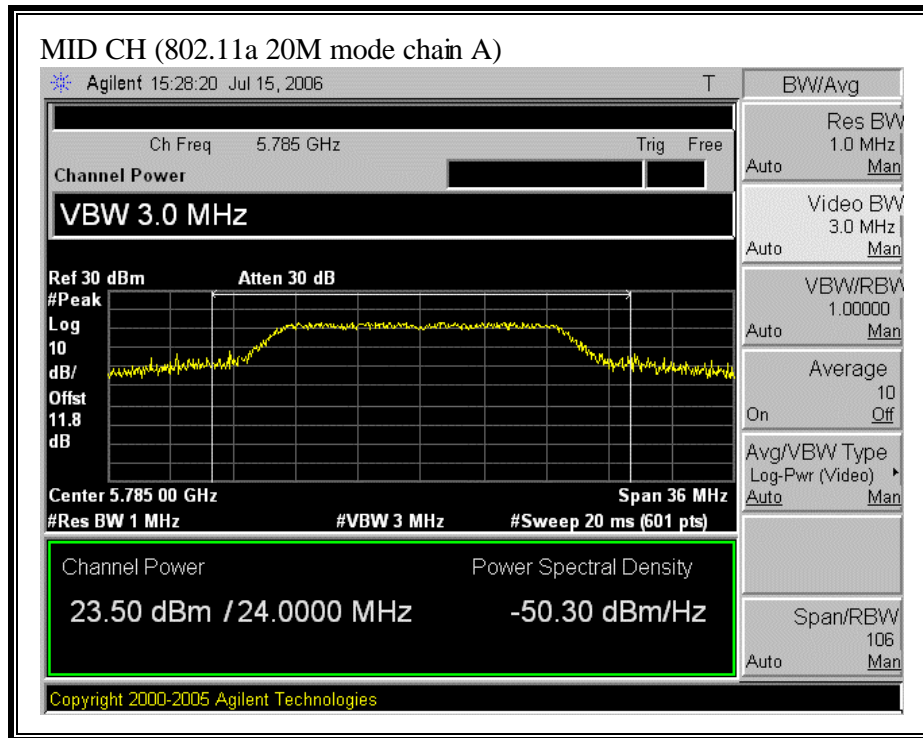 MID CH (802.11a 20M mode chain A)
Agilent 15:28:20 Jul 15, 2006 T
BW/Avg
Ch Freq 5.785 GHz Trig Free
Channel Power
VBW 3.0 MHz
Ref 30 dBm Atten 30 dB
#Peak
Log
10
dB/
Offst
11.8
dB
Center 5.785 00 GHz Span 36 MHz
#Res BW 1 MHz #VBW 3 MHz #Sweep 20 ms (601 pts)
Channel Power Power Spectral Density
23.50 dBm / 24.0000 MHz -50.30 dBm/Hz
Copyright 2000-2005 Agilent Technologies
Res BW
1.0 MHz
Auto Man
Video BW
3.0 MHz
Auto Man
VBW/RBW
1.00000
Auto Man
Average
10
On Off
Avg/VBW Type
Log-Pwr (Video)
Auto Man
Span/RBW
106
Auto Man